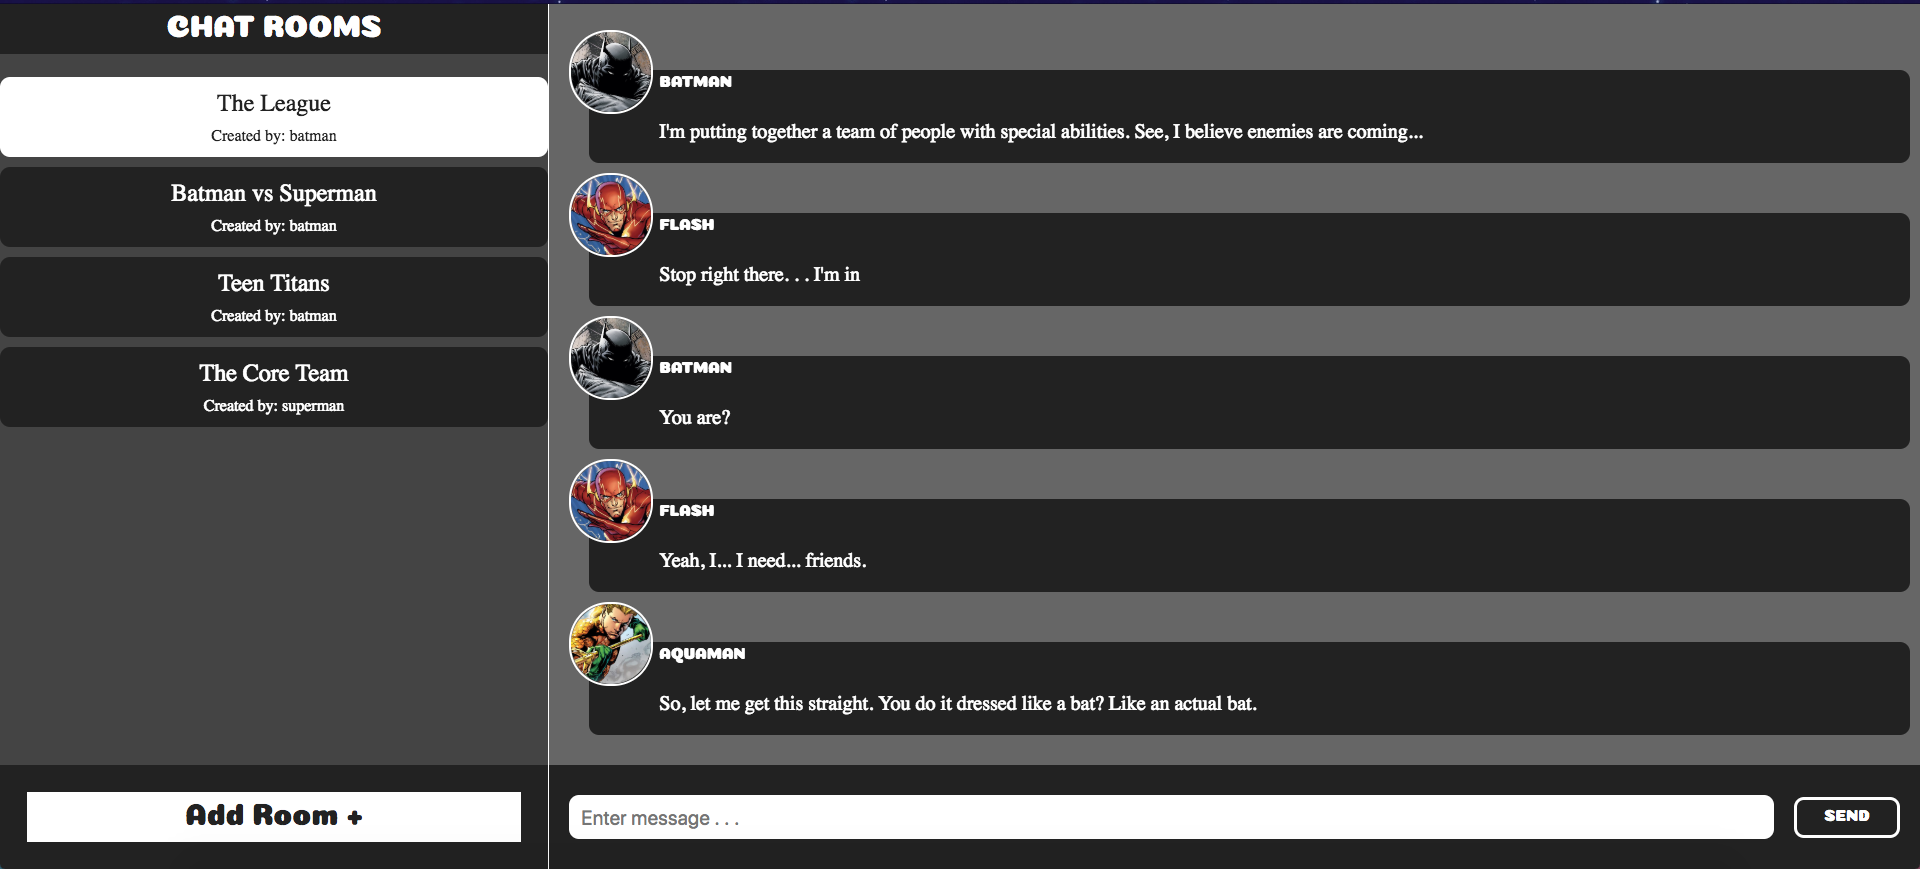 CHAT ROOMS
The League
Created by: batman
Batman vs Superman
Created by: batman
Teen Titans
Created by: batman
The Core Team
Created by: superman
Add Room +
BATMAN
I'm putting together a team of people with special abilities. See, I believe enemies are coming...
FLASH
Stop right there. . . I'm in
BATMAN
You are?
FLASH
Yeah, I... I need... friends.
AQUAMAN
So, let me get this straight. You do it dressed like a bat? Like an actual bat.
Enter message . . .
SEND